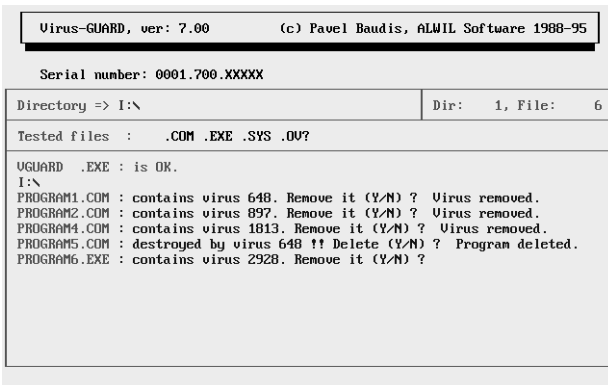 Virus-GUARD, ver: 7.00 (c) Pavel Baudis, ALWIL Software 1988-95
Serial number: 0001.700.XXXXX
Directory => I:\ Dir: 1, File: 6
Tested files : .COM .EXE .SYS .OV?
VGUARD .EXE : is OK.
I:\
PROGRAM1.COM : contains virus 648. Remove it (Y/N) ? Virus removed.
PROGRAM2.COM : contains virus 897. Remove it (Y/N) ? Virus removed.
PROGRAM4.COM : contains virus 1813. Remove it (Y/N) ? Virus removed.
PROGRAM5.COM : destroyed by virus 648 !! Delete (Y/N) ? Program deleted.
PROGRAM6.EXE : contains virus 2928. Remove it (Y/N) ?